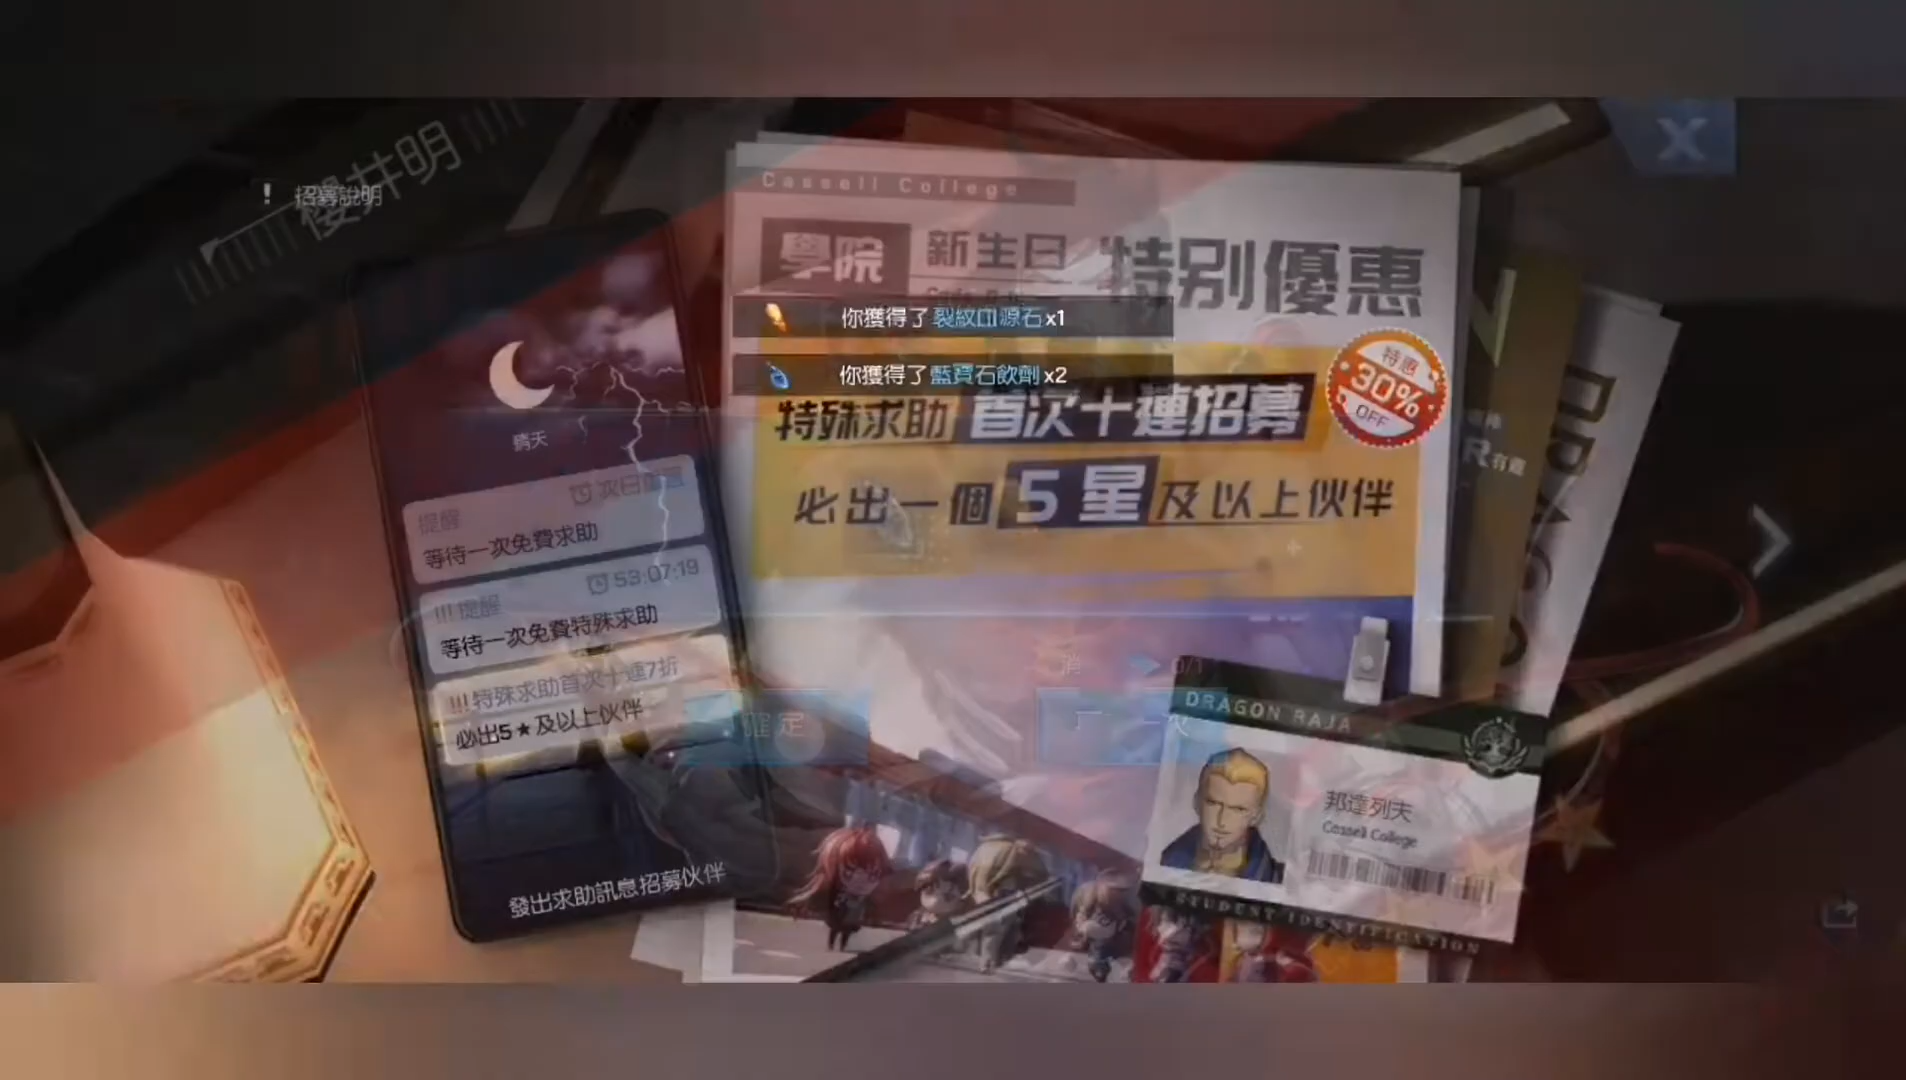 櫻井明
! 招募說明
Cassell College
學院
新生日
特别優惠
你獲得了裂紋血源石x1
你獲得了藍寶石飲劑x2
特惠
30%
OFF
特殊求助 首次十連招募
必出一個 5 星 及以上伙伴
晴天
提醒
等待一次免費求助
!!! 提醒 53:07:19
等待一次免費特殊求助
!!! 特殊求助首次十連7折
必出5★及以上伙伴
發出求助訊息招募伙伴
0/1
確定
DRAGON RAJA
邦達列夫
Cassell College
STUDENT IDENTIFICATION